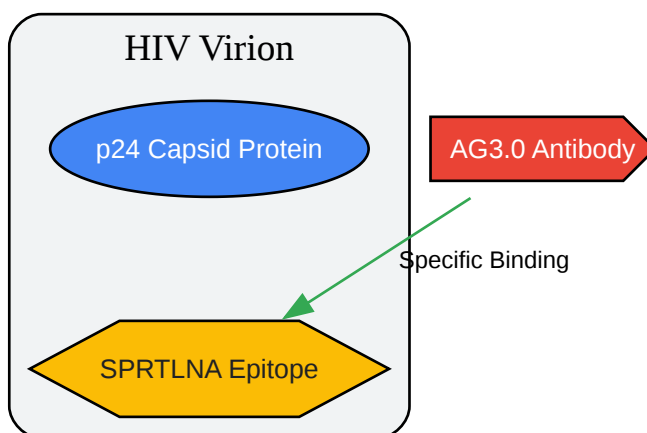 HIV Virion
p24 Capsid Protein
AG3.0 Antibody
Specific Binding
SPRTLNA Epitope